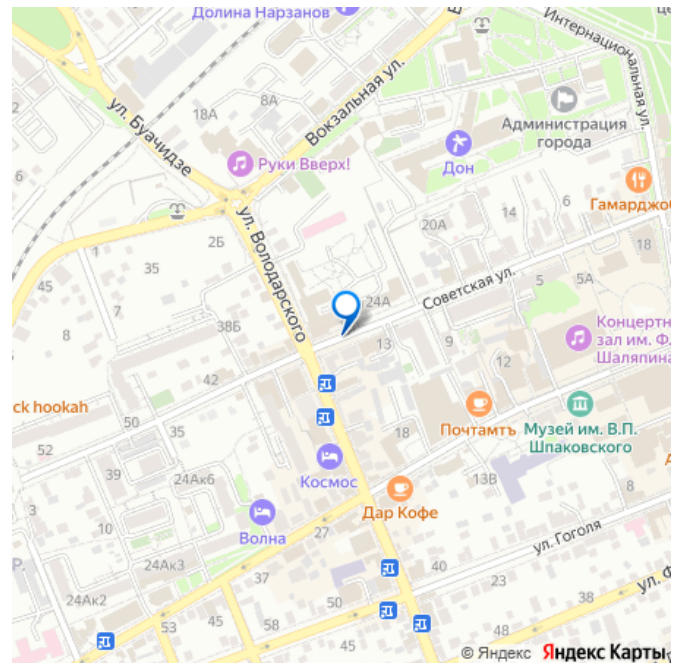 Долина Нарзанов
це
Интернациональная ул.
ул. Буачидзе
18А
8А
Вокзальная ул.
Администрация
города
Руки Вверх!
Дон
Гамарджоб
20А
14
6
2Б
ул. Володарского
18
1
35
45
24А
Советская ул.
5
5А
8
7
38Б
13
9
Концертн
зал им. Ф.
Шаляпина
12
42
ck hookah
50
52
35
Почтамтъ
Музей им. В.П.
Шпаковского
18
39
24Ак6
Космос
13В
3
Дар Кофе
8
10
Волна
27
ул. Гоголя
Р.
24Ак3
37
40
23
ул. Ф
24Ак2
50
58
53
45
45
35
© Яндекс Яндекс Карты